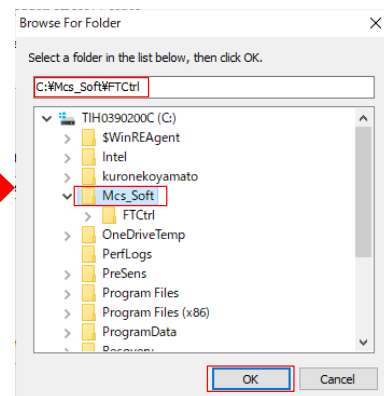 Browse For Folder
Select a folder in the list below, then click OK.
C:¥Mcs_Soft¥FTCtrl
TIH0390200C (C:)
$WinREAgent
Intel
kuronekoyamato
Mcs_Soft
FTCtrl
OneDriveTemp
PerfLogs
PreSens
Program Files
Program Files (x86)
ProgramData
Recovery
OK
Cancel